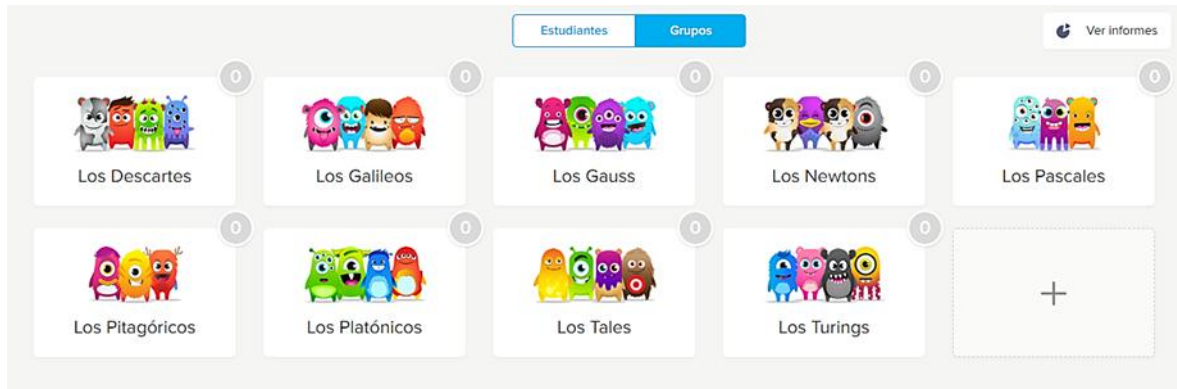 Estudiantes Grupos Ver informes
0 0 0 0 0
Los Descartes Los Galileos Los Gauss Los Newtons Los Pascales
0 0 0 0
Los Pitagóricos Los Platónicos Los Tales Los Turings +